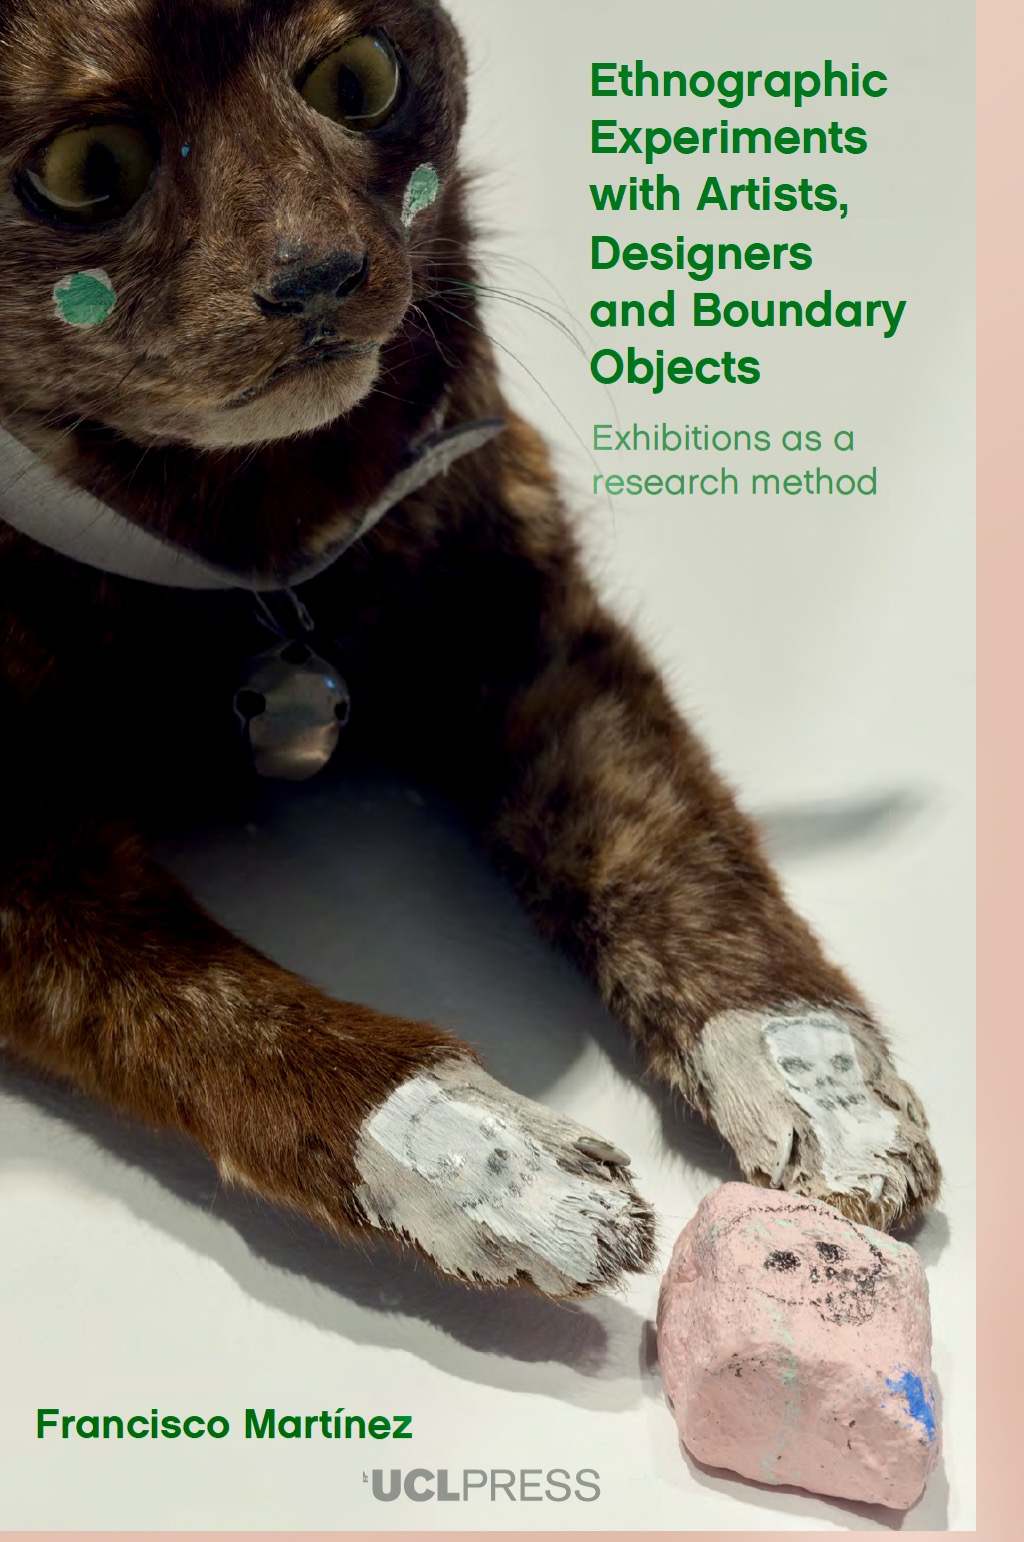 Ethnographic
Experiments
with Artists,
Designers
and Boundary
Objects
Exhibitions as a
research method
Francisco Martínez
UCLPRESS